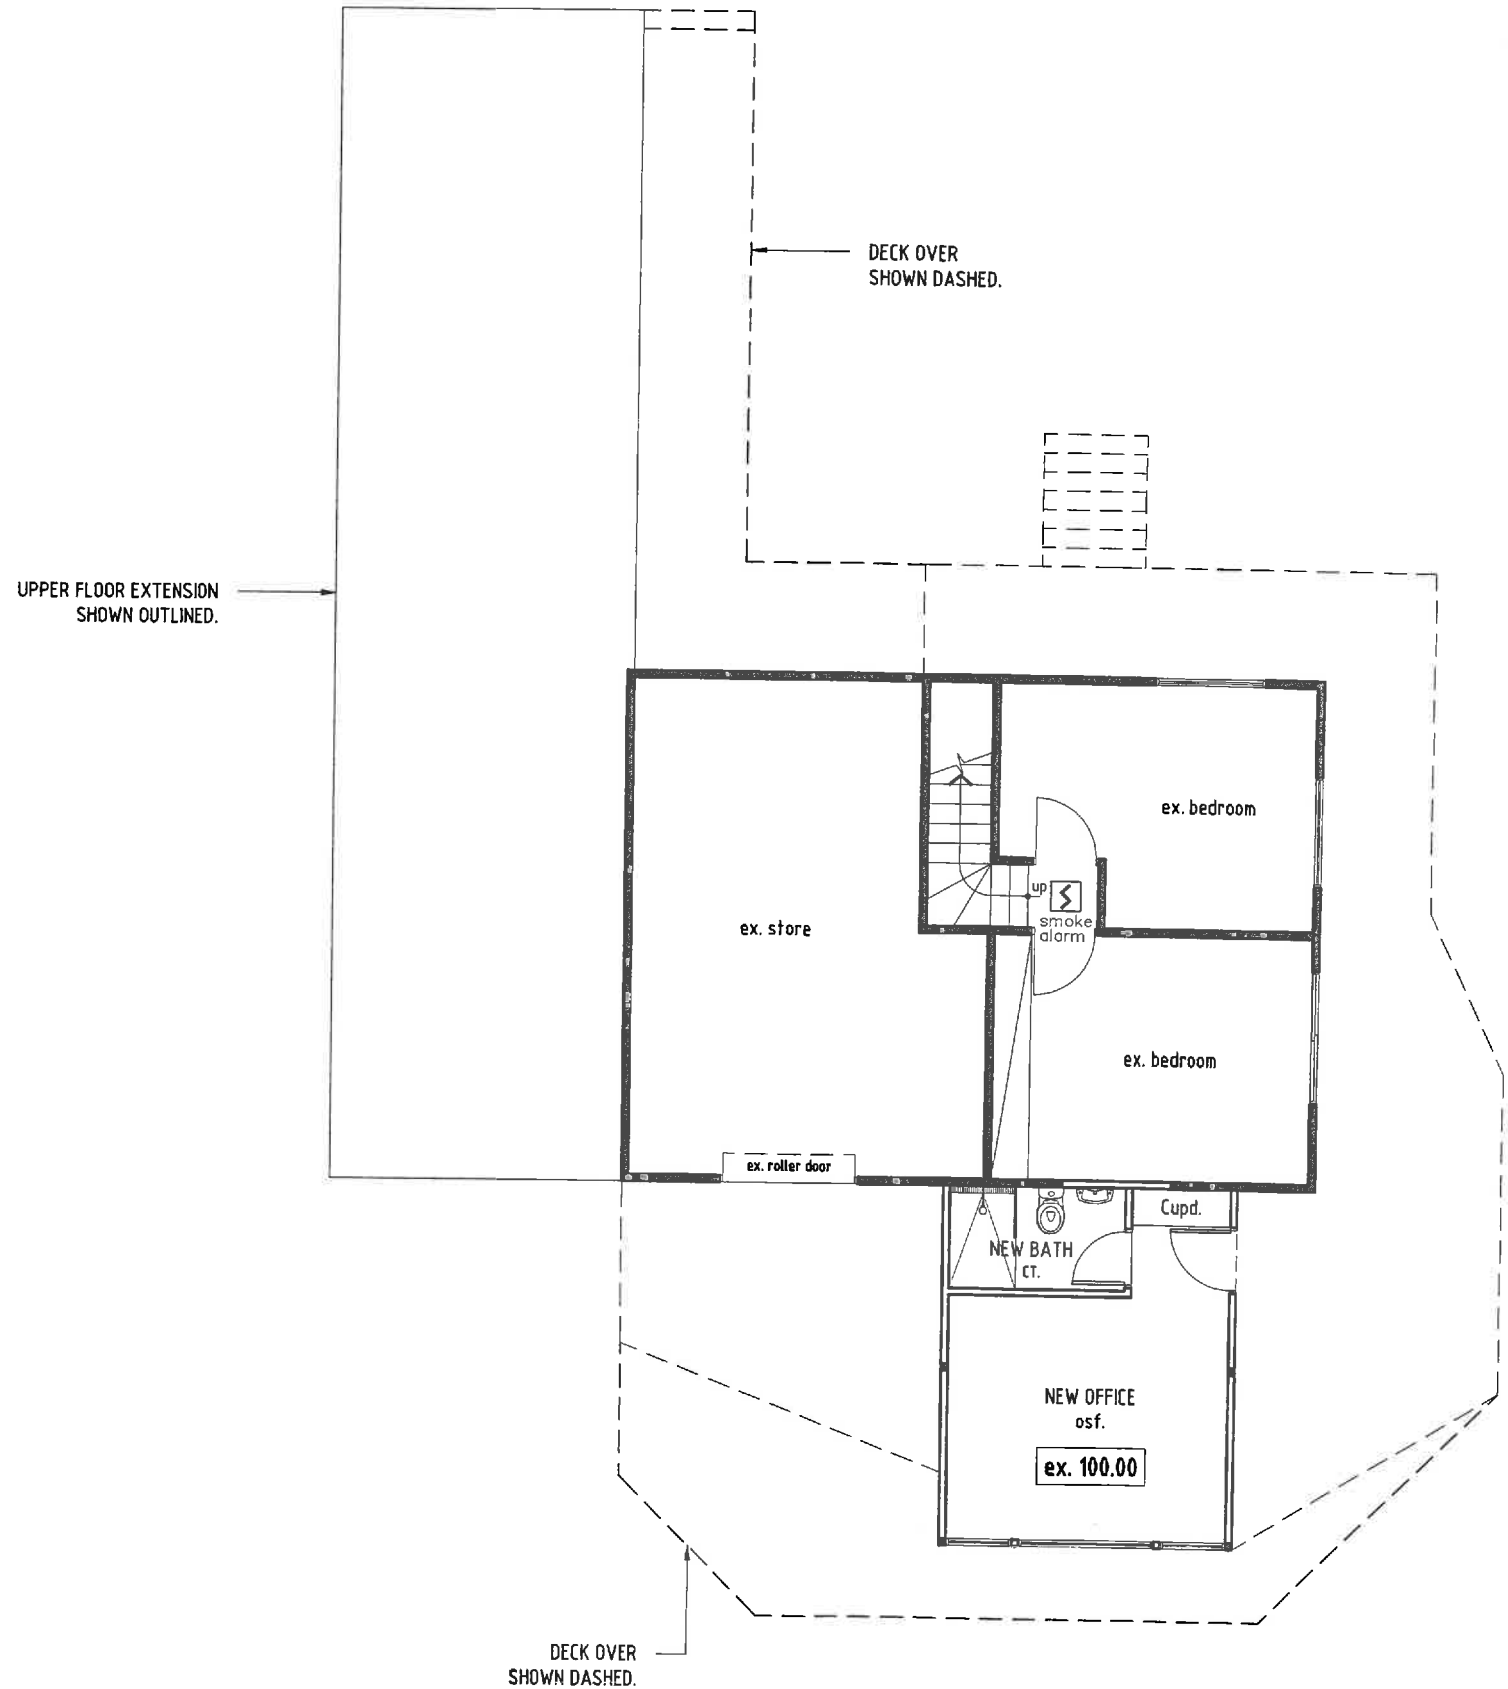 DECK OVER
SHOWN DASHED.
UPPER FLOOR EXTENSION
SHOWN OUTLINED.
ex. bedroom
up
smoke
alarm
ex. store
ex. bedroom
ex. roller door
Cupd.
NEW BATH
CT.
NEW OFFICE
osf.
ex. 100.00
DECK OVER
SHOWN DASHED.